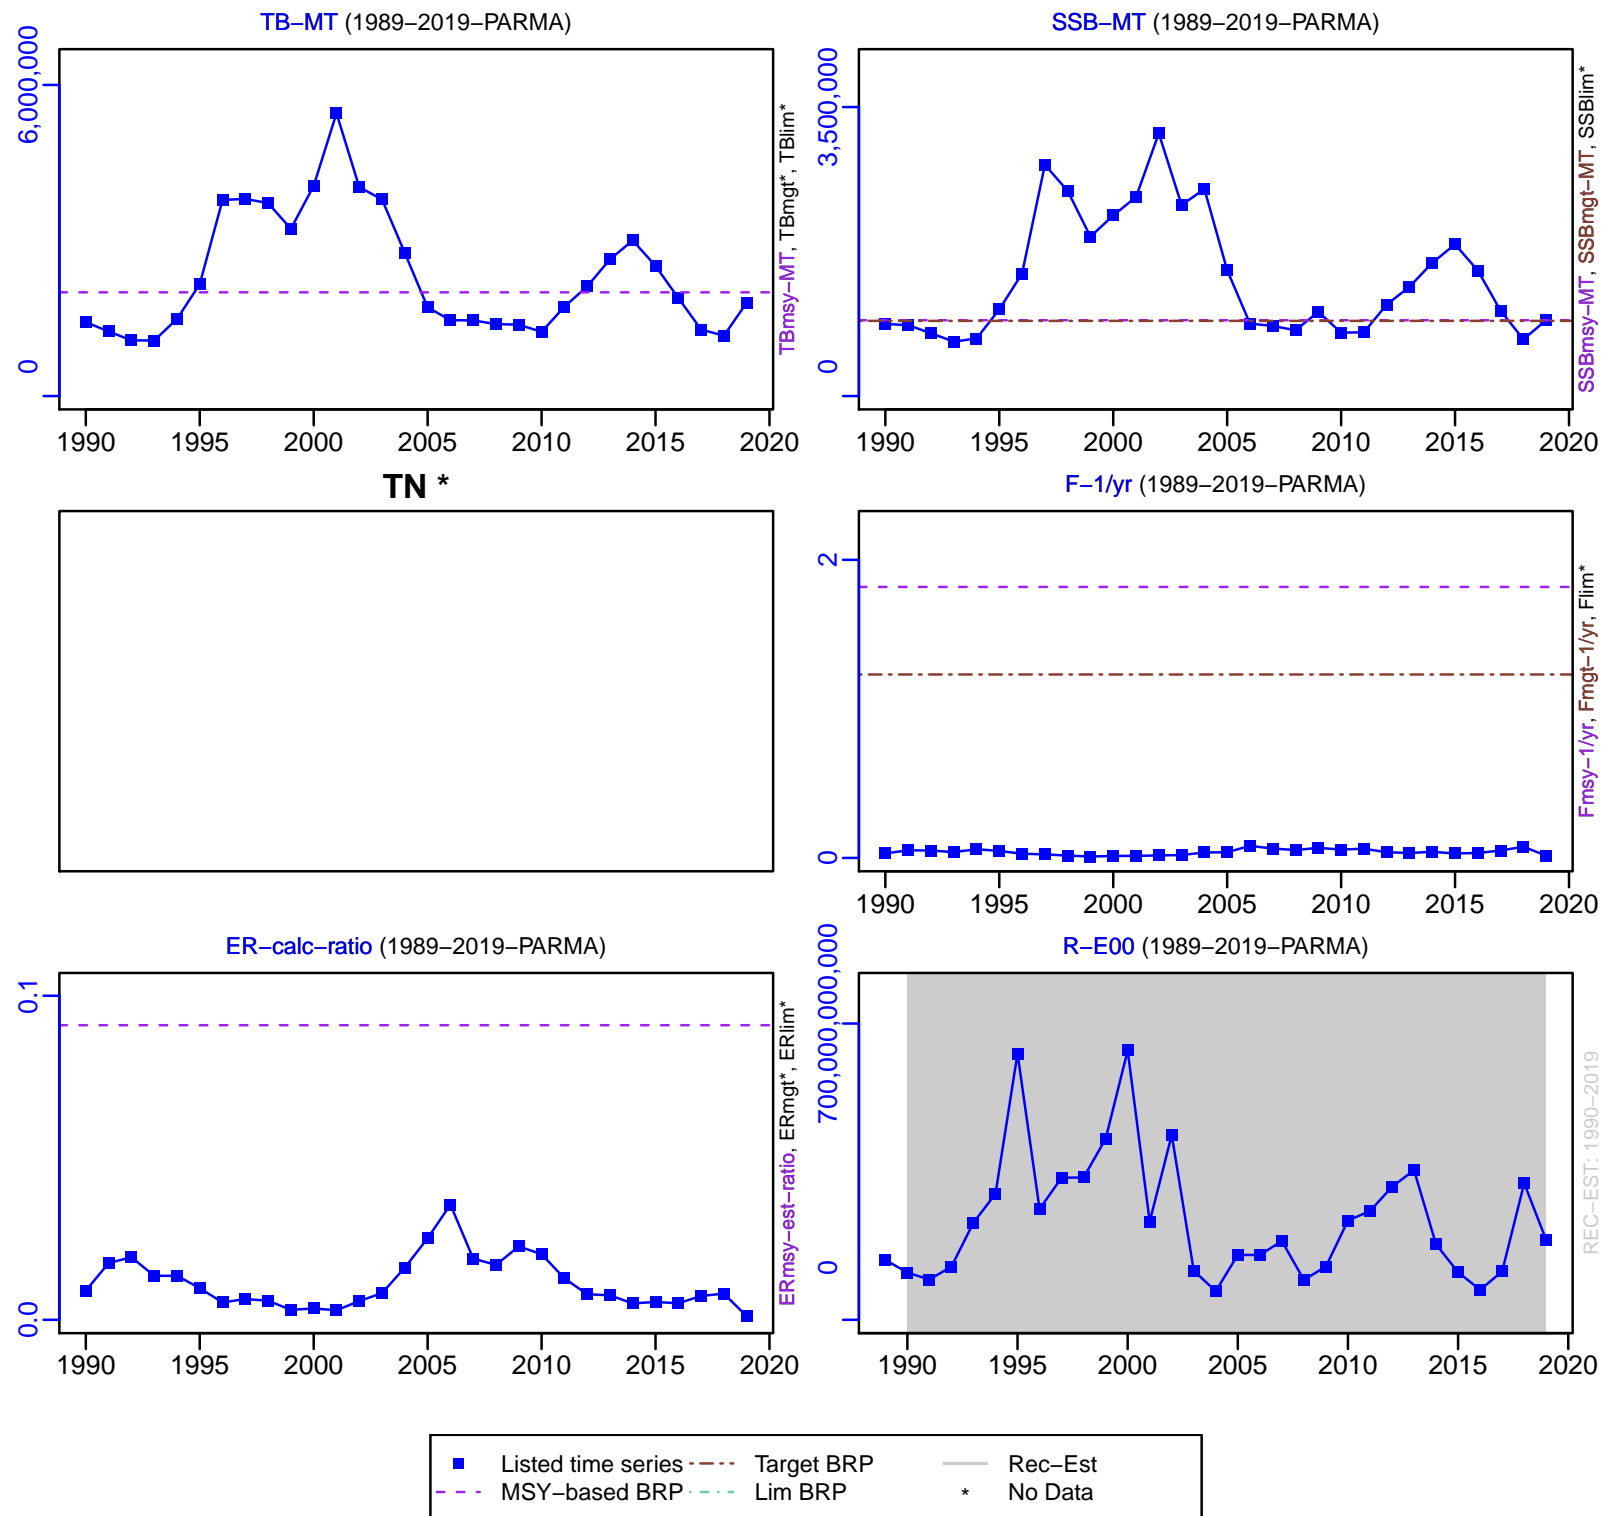 TB−MT (1989−2019−PARMA)
6,000,000
0
1990 1995 2000 2005 2010 2015 2020
TBmsy−MT, TBmgt*, TBlim*
SSB−MT (1989−2019−PARMA)
3,500,000
0
1990 1995 2000 2005 2010 2015 2020
SSBmsy−MT, SSBmgt−MT, SSBlim*
TN *
F−1/yr (1989−2019−PARMA)
2
0
1990 1995 2000 2005 2010 2015 2020
Fmsy−1/yr, Fmgt−1/yr, Flim*
ER−calc−ratio (1989−2019−PARMA)
0.1
0.0
1990 1995 2000 2005 2010 2015 2020
ERmsy−est−ratio, ERmgt*, ERlim*
R−E00 (1989−2019−PARMA)
700,000,000,000
0
1990 1995 2000 2005 2010 2015 2020
REC−EST: 1990−2019
Listed time series
MSY−based BRP
Target BRP
Lim BRP
Rec−Est
* No Data